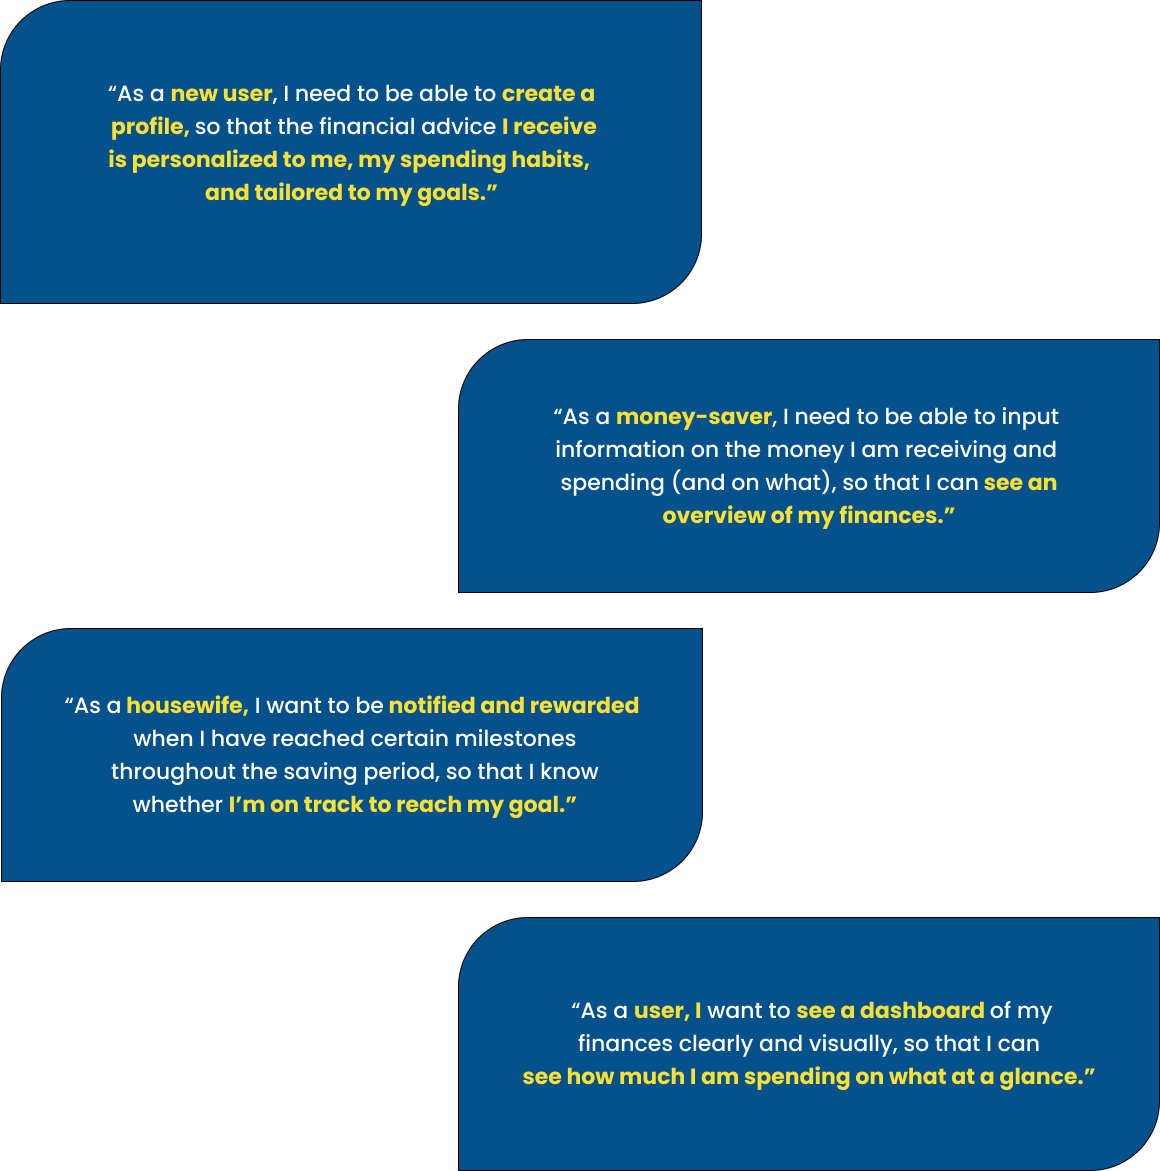 “As a new user, I need to be able to create a
profile, so that the financial advice I receive
is personalized to me, my spending habits,
and tailored to my goals.”
“As a money-saver, I need to be able to input
information on the money I am receiving and
spending (and on what), so that I can see an
overview of my finances.”
“As a housewife, I want to be notified and rewarded
when I have reached certain milestones
throughout the saving period, so that I know
whether I’m on track to reach my goal.”
“As a user, I want to see a dashboard of my
finances clearly and visually, so that I can
see how much I am spending on what at a glance.”